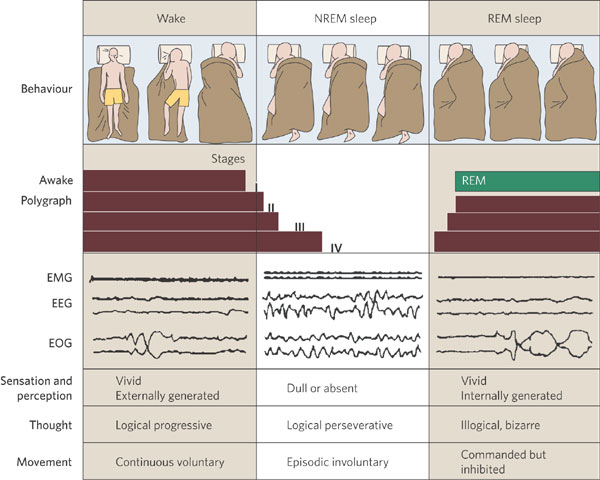 Wake
NREM sleep
REM sleep
Behaviour
Stages
Awake
I
REM
Polygraph
II
III
IV
EMG
EEG
EOG
Sensation and
perception
Vivid
Externally generated
Dull or absent
Vivid
Internally generated
Thought
Logical progressive
Logical perseverative
Illogical, bizarre
Movement
Continuous voluntary
Episodic involuntary
Commanded but
inhibited